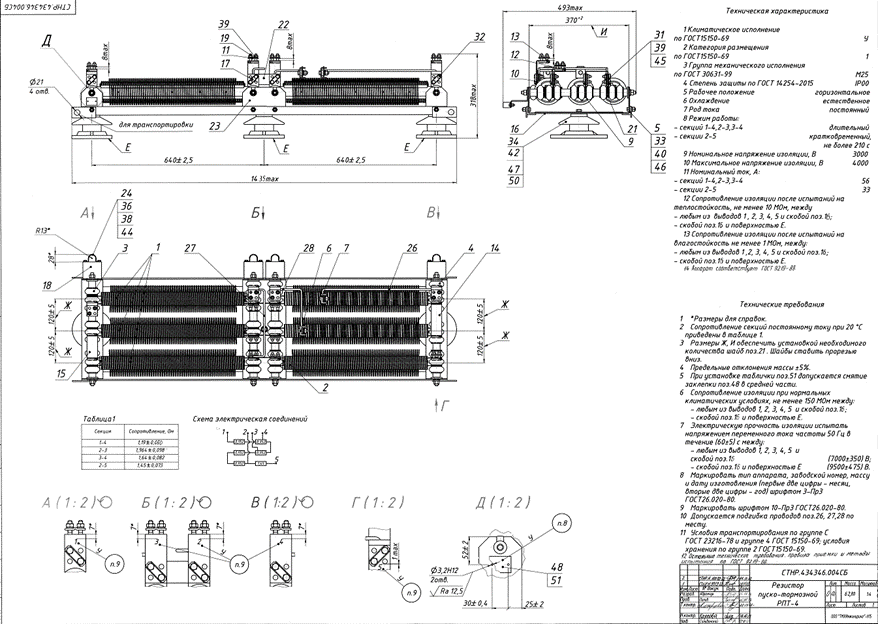 СТНР.434346.004СБ
39
19
11
17
22
8max
Д
8max
32
Ø21
4 отв.
318max
для транспортировки
23
Е
Е
Е
640± 2,5
640± 2,5
1435max
493max
370⁻²
8max
И
13
12
10
31
39
45
16
34
42
47
50
21
9
5
33
40
46
А
Б
В
24
36
38
44
R13*
28*
18
3
1
27
28
6
7
26
4
14
Ж
Ж
120± 5
120± 5
Ж
Ж
120± 5
120± 5
15
2
Г
Таблица1
Секция Сопротивление, Ом
1-4
2-3 1,964±0,098
3-4 1,64±0,082
2-5 1,45±0,073
Схема электрическая соединений
1 2 3 4
5
А(1:2)
Б(1:2)
В(1:2)
Г(1:2)
Д(1:2)
п.9
п.9
п.9
п.9
п.8
52±2
Ø3,2Н12
2отв.
Ra 12,5
30± 0,4
25± 2
48
51
1 max
Техническая характеристика
1 Климатическое исполнение
по ГОСТ15150-69 У
2 Категория размещения
по ГОСТ15150-69 1
3 Группа механического исполнения
по ГОСТ 30631-99 М25
4 Степень защиты по ГОСТ 14254-2015 IP00
5 Рабочее положение горизонтальное
6 Охлаждение естественное
7 Род тока постоянный
8 Режим работы:
- секций 1-4,2-3,3-4 длительный
- секции 2-5 кратковременный,
не более 210 с
9 Номинальное напряжение изоляции, В 3000
10 Максимальное напряжение изоляции, В 4000
11 Номинальный ток, А:
- секций 1-4,2-3,3-4 56
- секции 2-5 33
12 Сопротивление изоляции после испытаний на
теплостойкость, не менее 10 МОм, между
- любым из выводов 1, 2, 3, 4, 5 и скобой поз.16;
- скобой поз.16 и поверхностью Е.
13 Сопротивление изоляции после испытаний на
влагостойкость не менее 1 МОм, между:
- любым из выводов 1, 2, 3, 4, 5 и скобой поз.16;
- скобой поз.16 и поверхностью Е.
14 Аппарат соответствует ГОСТ 9219-88
Технические требования
1 *Размеры для справок.
2 Сопротивление секций постоянному току при 20 °С
приведены в таблице 1.
3 Размеры Ж, И обеспечить установкой необходимого
количества шайб поз.21. Шайбы ставить прорезью
вниз.
4 Предельные отклонения массы ±5%.
5 При установке таблички поз.51 допускается смятие
заклепки поз.48 в средней части.
6 Сопротивление изоляции при нормальных
климатических условиях, не менее 150 МОм между:
- любым из выводов 1, 2, 3, 4, 5 и скобой поз.16;
- скобой поз.16 и поверхностью Е.
7 Электрическую прочность изоляции испытать
напряжением переменного тока частоты 50 Гц в
течение (60±5) с между:
- любым из выводов 1, 2, 3, 4, 5 и
скобой поз.16 (7000±350) В;
- скобой поз.16 и поверхностью Е (9500±475) В.
8 Маркировать тип аппарата, заводской номер, массу
и дату изготовления (первые две цифры - месяц,
вторые две цифры - год) шрифтом 3-Пр3
ГОСТ26.020-80.
9 Маркировать шрифтом 10-Пр3 ГОСТ26.020-80.
10 Допускается подгибка проводов поз.26, 27,28 по
месту.
11 Условия транспортирования по группе С
ГОСТ 23216-78 и группе 4 ГОСТ 15150-69; условия
хранения по группе 2 ГОСТ15150-69.
12 Остальные технические требования, правила приемки и методы
испытания по ГОСТ 9219-88.
СТНР.434346.004СБ
Резистор
пуско-тормозной
РПТ-4
Лит. Масса Масштаб
62,88 1:4
Лист Листов 1